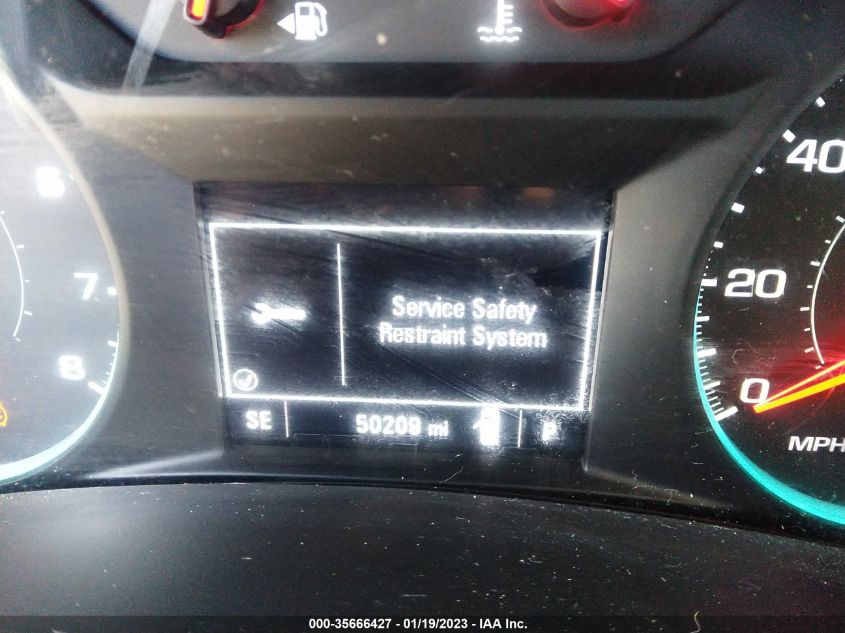 6
7
8
40
20
0
MPH
Service Safety
Restraint System
SE 50209 mi P
000-35666427 - 01/19/2023 - IAA Inc.